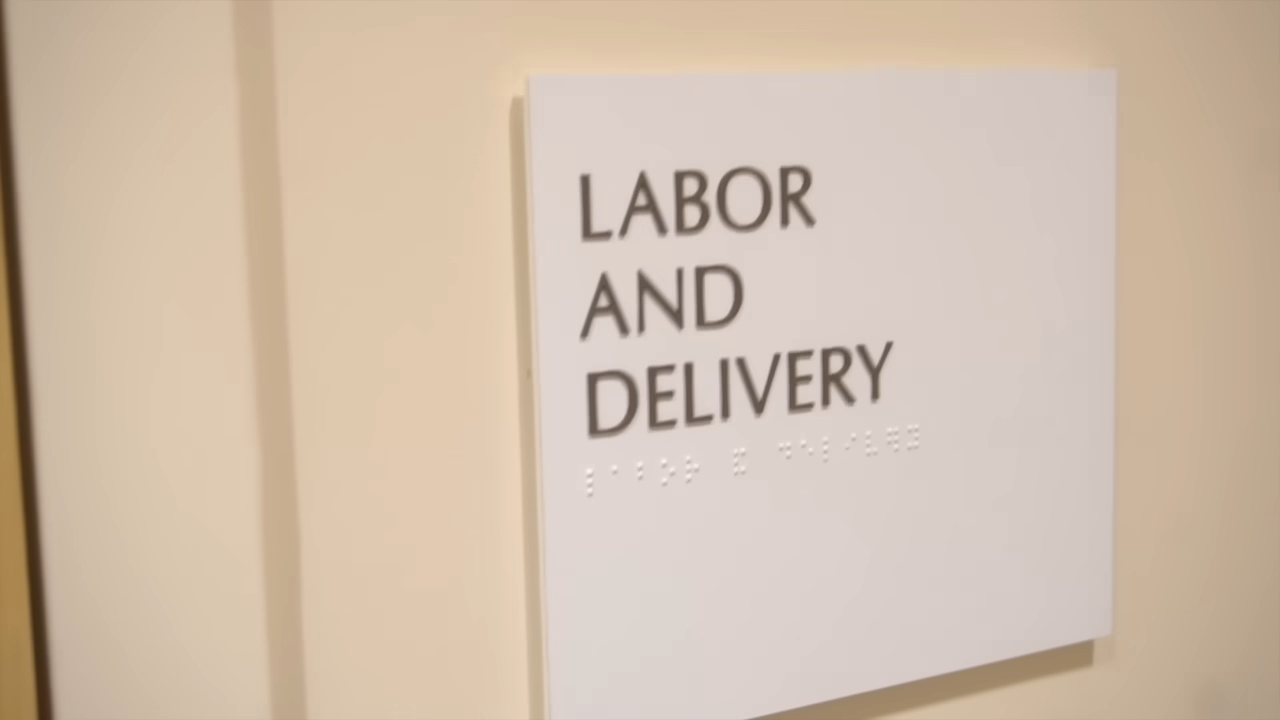 LABOR
AND
DELIVERY
⠇⠁⠃⠕⠗ ⠯ ⠙⠑⠇⠊⠧⠻⠽